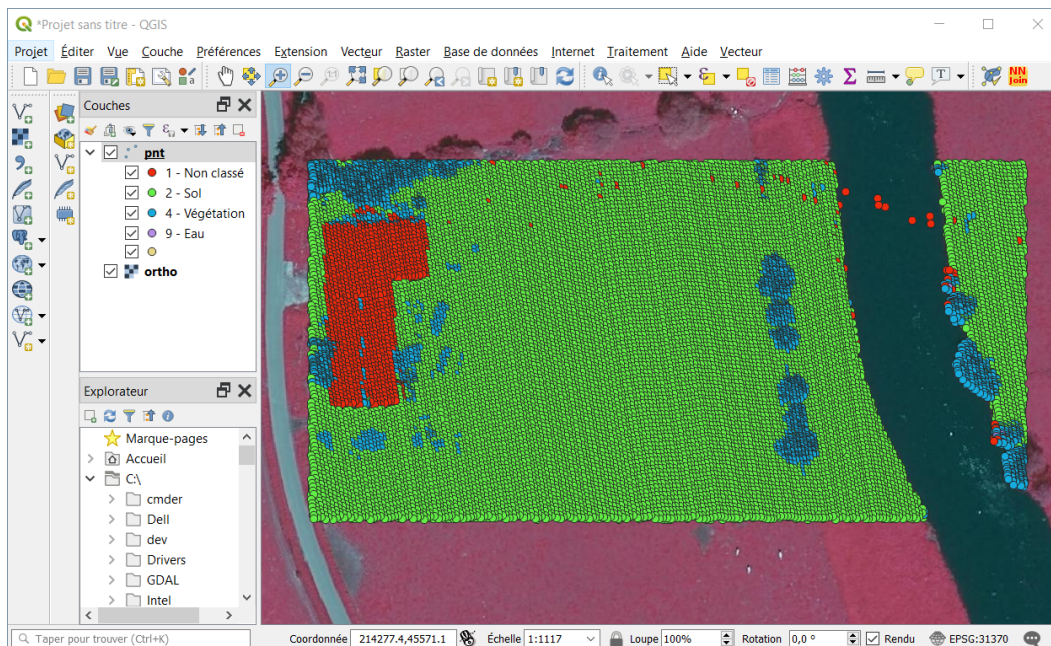 *Projet sans titre - QGIS
Projet Éditer Vue Couche Préférences Extension Vecteur Raster Base de données Internet Traitement Aide Vecteur
NN
Join
Couches
pnt
1 - Non classé
2 - Sol
4 - Végétation
9 - Eau
ortho
Explorateur
Marque-pages
Accueil
C:\
cmder
Dell
dev
Drivers
GDAL
Intel
Taper pour trouver (Ctrl+K) Coordonnée 214277.4,45571.1 Échelle 1:1117 Loupe 100% Rotation 0,0 ° Rendu EPSG:31370